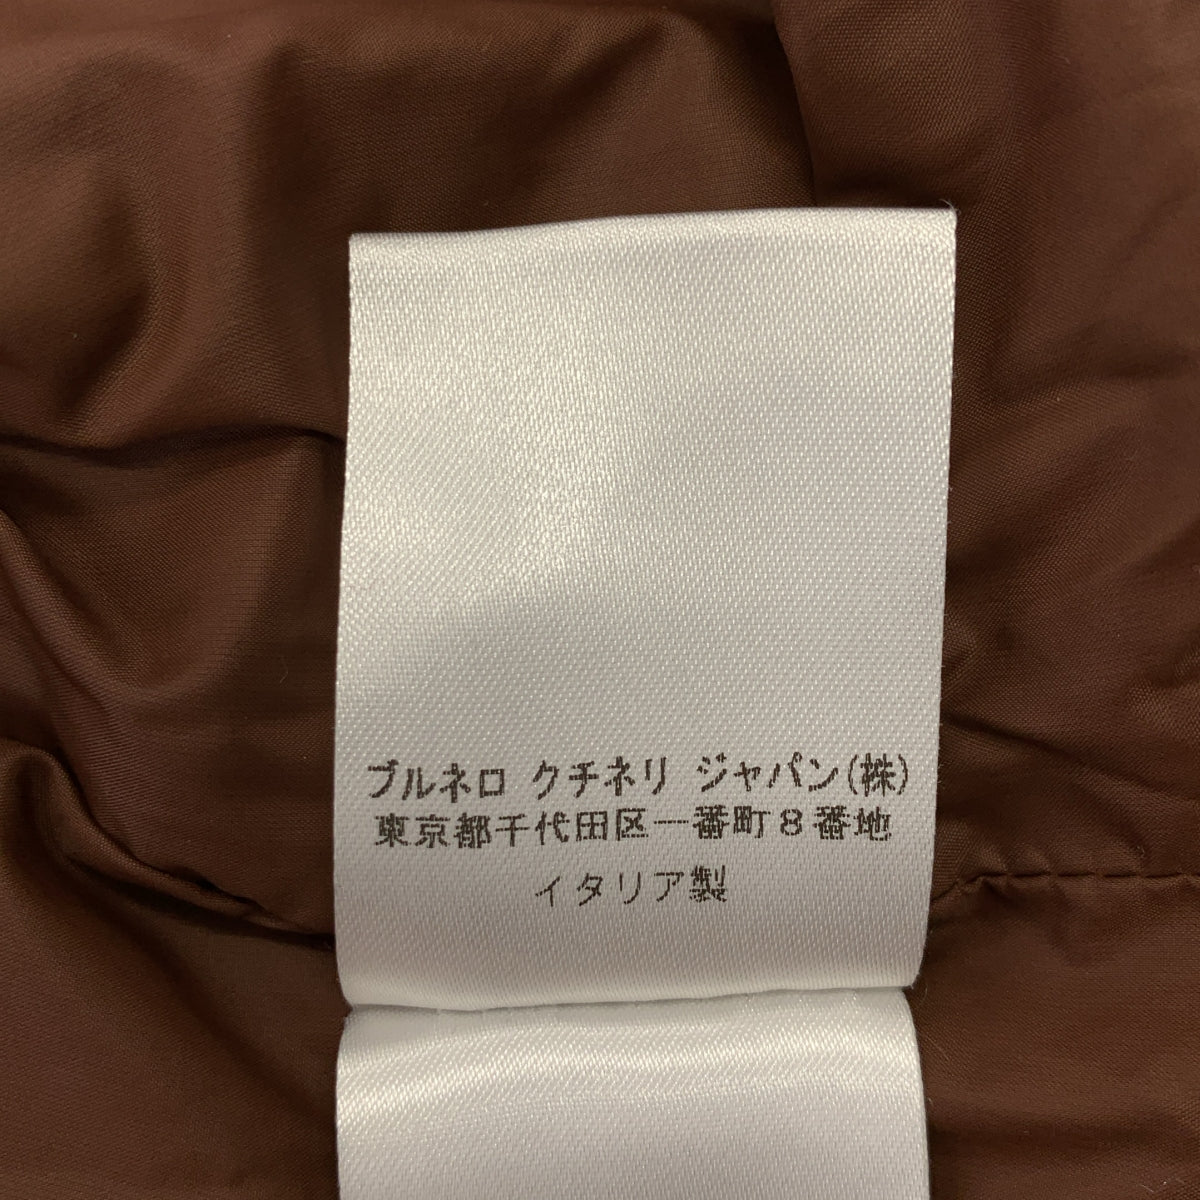 ブルネロ クチネリ ジャパン(株)
東京都千代田区一番町8番地
イタリア製